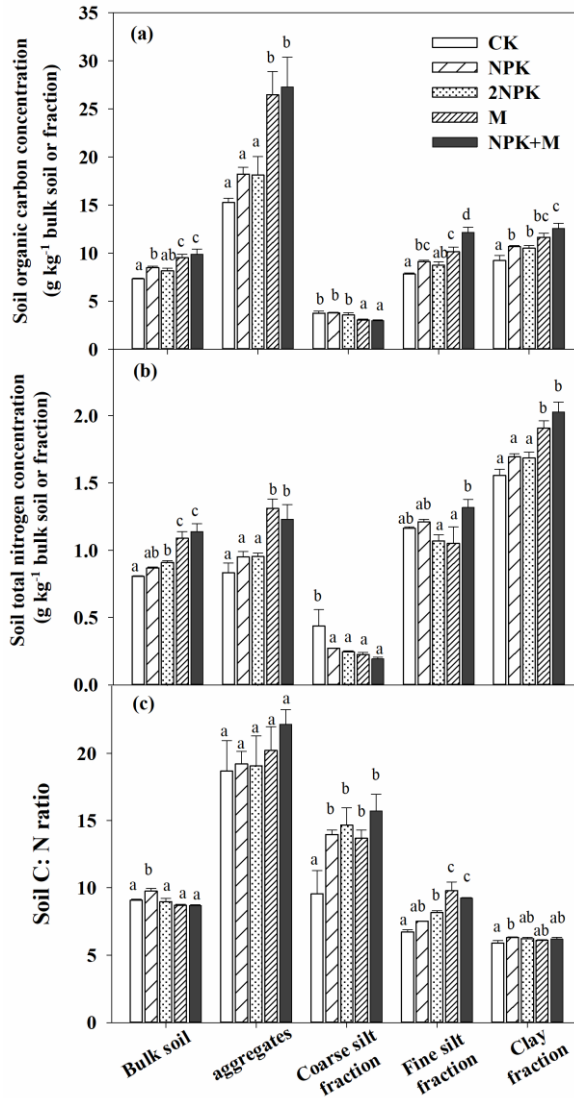 35
(a)
30
25
20
15
10
5
0
Soil organic carbon concentration
(g kg⁻¹ bulk soil or fraction)
CK
NPK
2NPK
M
NPK+M
a b ab c c
a a a b b
b b b a a
a bc ab c d
a b b bc c
(b)
2.0
1.5
1.0
0.5
0.0
Soil total nitrogen concentration
(g kg⁻¹ bulk soil or fraction)
a ab b c c
a a a b b
b a a a a
ab ab a a b
a a a b b
(c)
20
15
10
5
0
Soil C: N ratio
a b a a a
a a a a a
a b b b b
a ab b c c
a b ab ab ab
Bulk soil
aggregates
Coarse silt
fraction
Fine silt
fraction
Clay
fraction